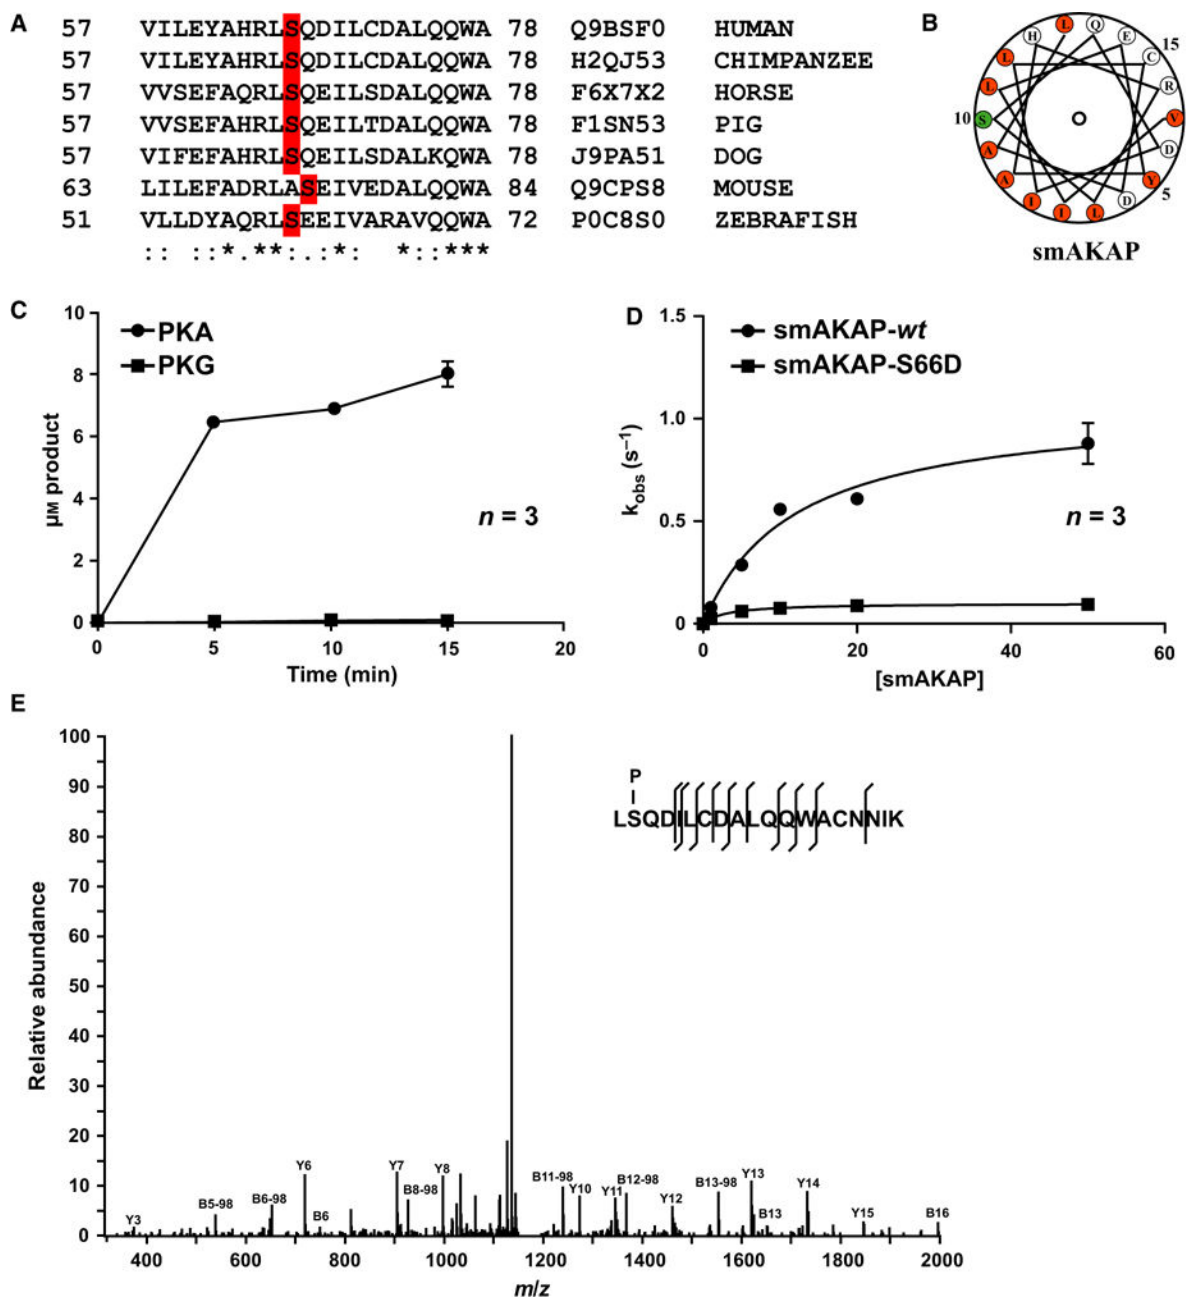 A
57 VILEYAHRLSQDILCDALQQWA 78 Q9BSF0 HUMAN
57 VILEYAHRLSQDILCDALQQWA 78 H2QJ53 CHIMPANZEE
57 VVSEFAQRLSQEILSDALQQWA 78 F6X7X2 HORSE
57 VVSEFAQRLSQEILTDALQQWA 78 F1SN53 PIG
57 VIFEFAHRLSQEILSDALKQWA 78 J9PA51 DOG
63 LILEFADRLASEIVEDALQQWA 84 Q9CPS8 MOUSE
51 VLLDYAQRLSEEIVARAVQQWA 72 P0C8S0 ZEBRAFISH
:: ::*.**:.:*: *::***
B
L Q E
H 15
L C
L R
10 S V
A D
A Y 5
I I L D
smAKAP
C
PKA
PKG
µM product
10
8
6
4
2
0
n = 3
0 5 10 15 20
Time (min)
D
smAKAP-wt
smAKAP-S66D
kobs (s–1)
1.5
1.0
0.5
0
n = 3
0 20 40 60
[smAKAP]
E
Relative abundance
100
90
80
70
60
50
40
30
20
10
0
P
LSQDILCDALQQWACNNIK
Y3 B5-98 B6-98 Y6 B6 Y7 B8-98 Y8 B11-98 Y10 Y11 B12-98 Y12 B13-98 Y13 B13 Y14 Y15 B16
400 600 800 1000 1200 1400 1600 1800 2000
m/z